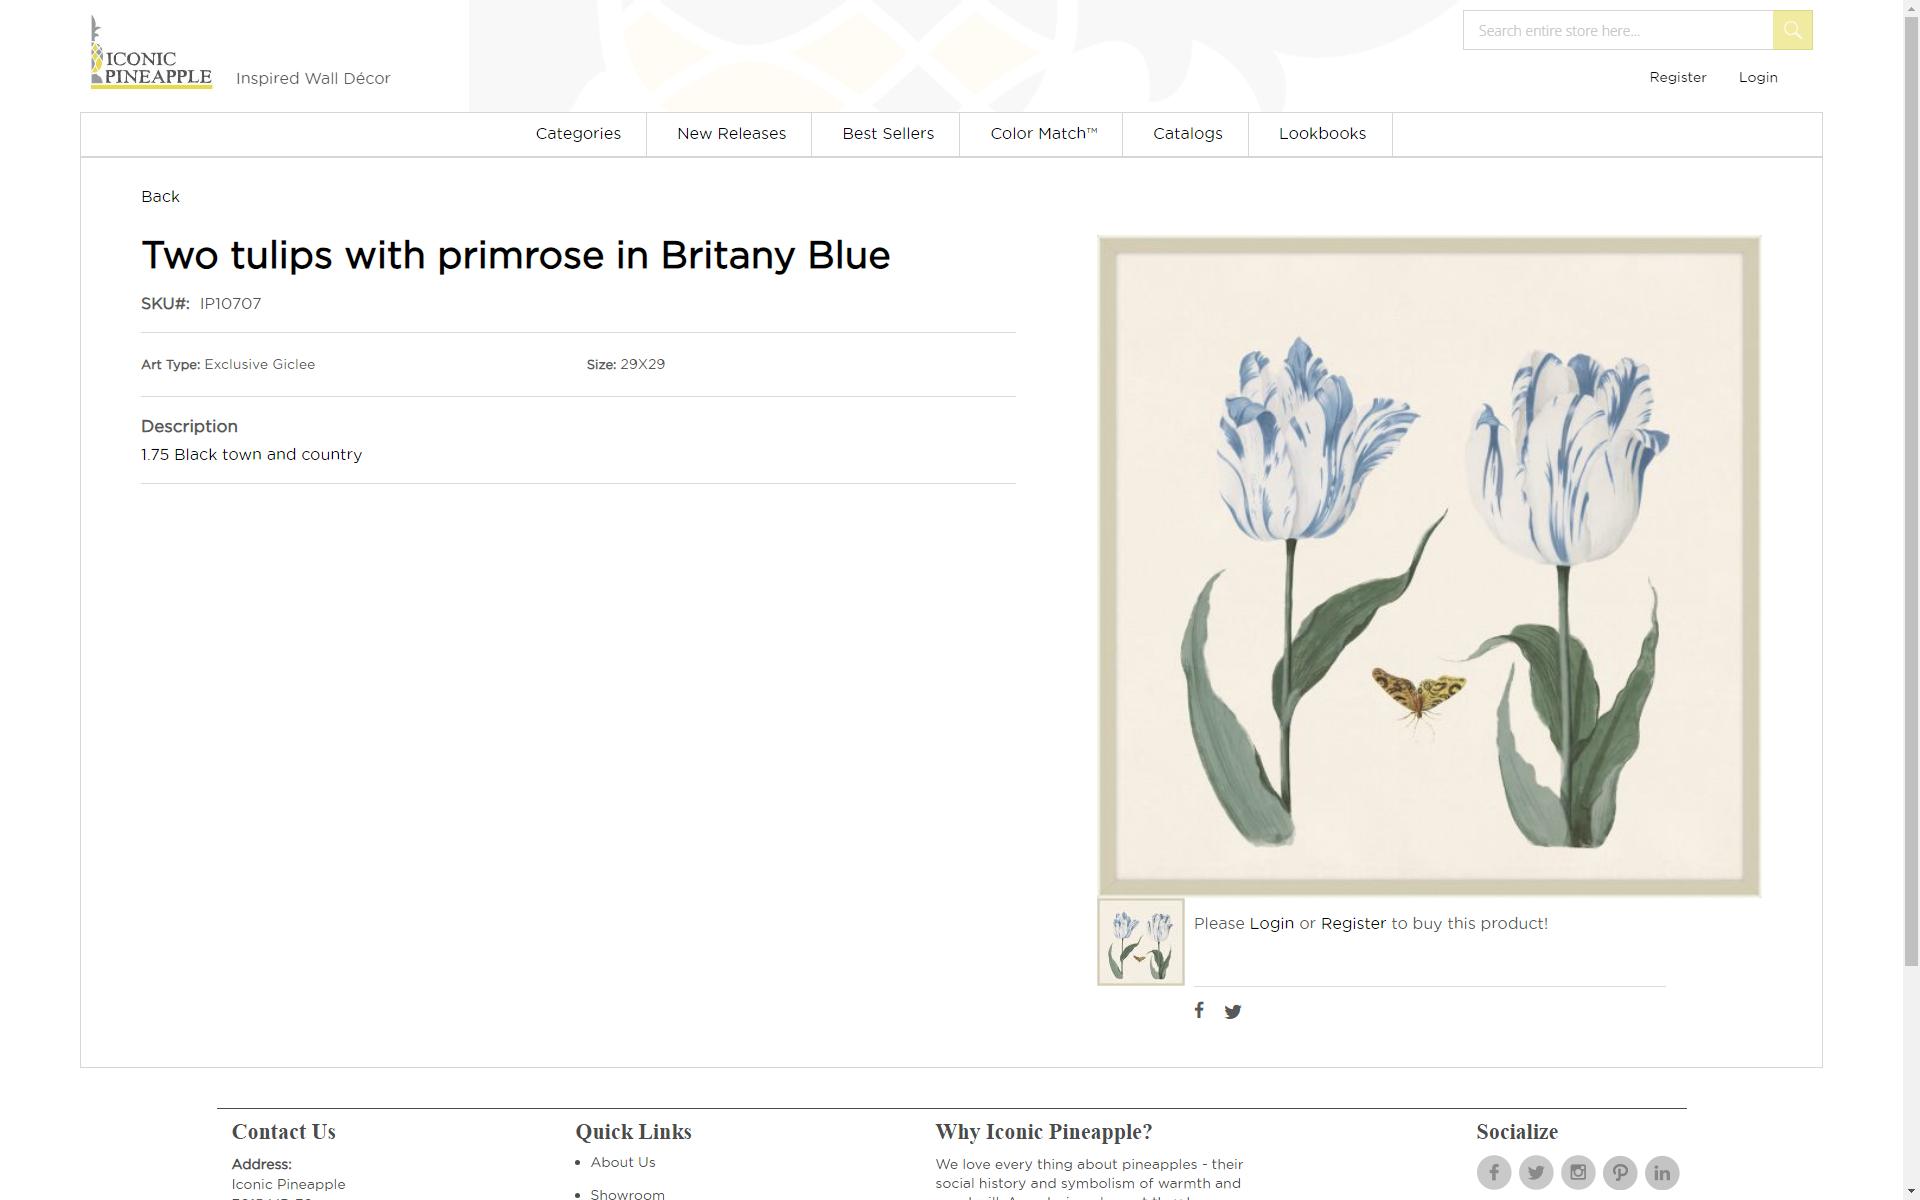 ICONIC
PINEAPPLE
Inspired Wall Décor
Search entire store here...
Register
Login
Categories
New Releases
Best Sellers
Color Match™
Catalogs
Lookbooks
Back
Two tulips with primrose in Britany Blue
SKU#: IP10707
Art Type: Exclusive Giclee
Size: 29X29
Description
1.75 Black town and country
Please Login or Register to buy this product!
Contact Us
Address:
Iconic Pineapple
Quick Links
About Us
Showroom
Why Iconic Pineapple?
We love every thing about pineapples - their
social history and symbolism of warmth and
Socialize